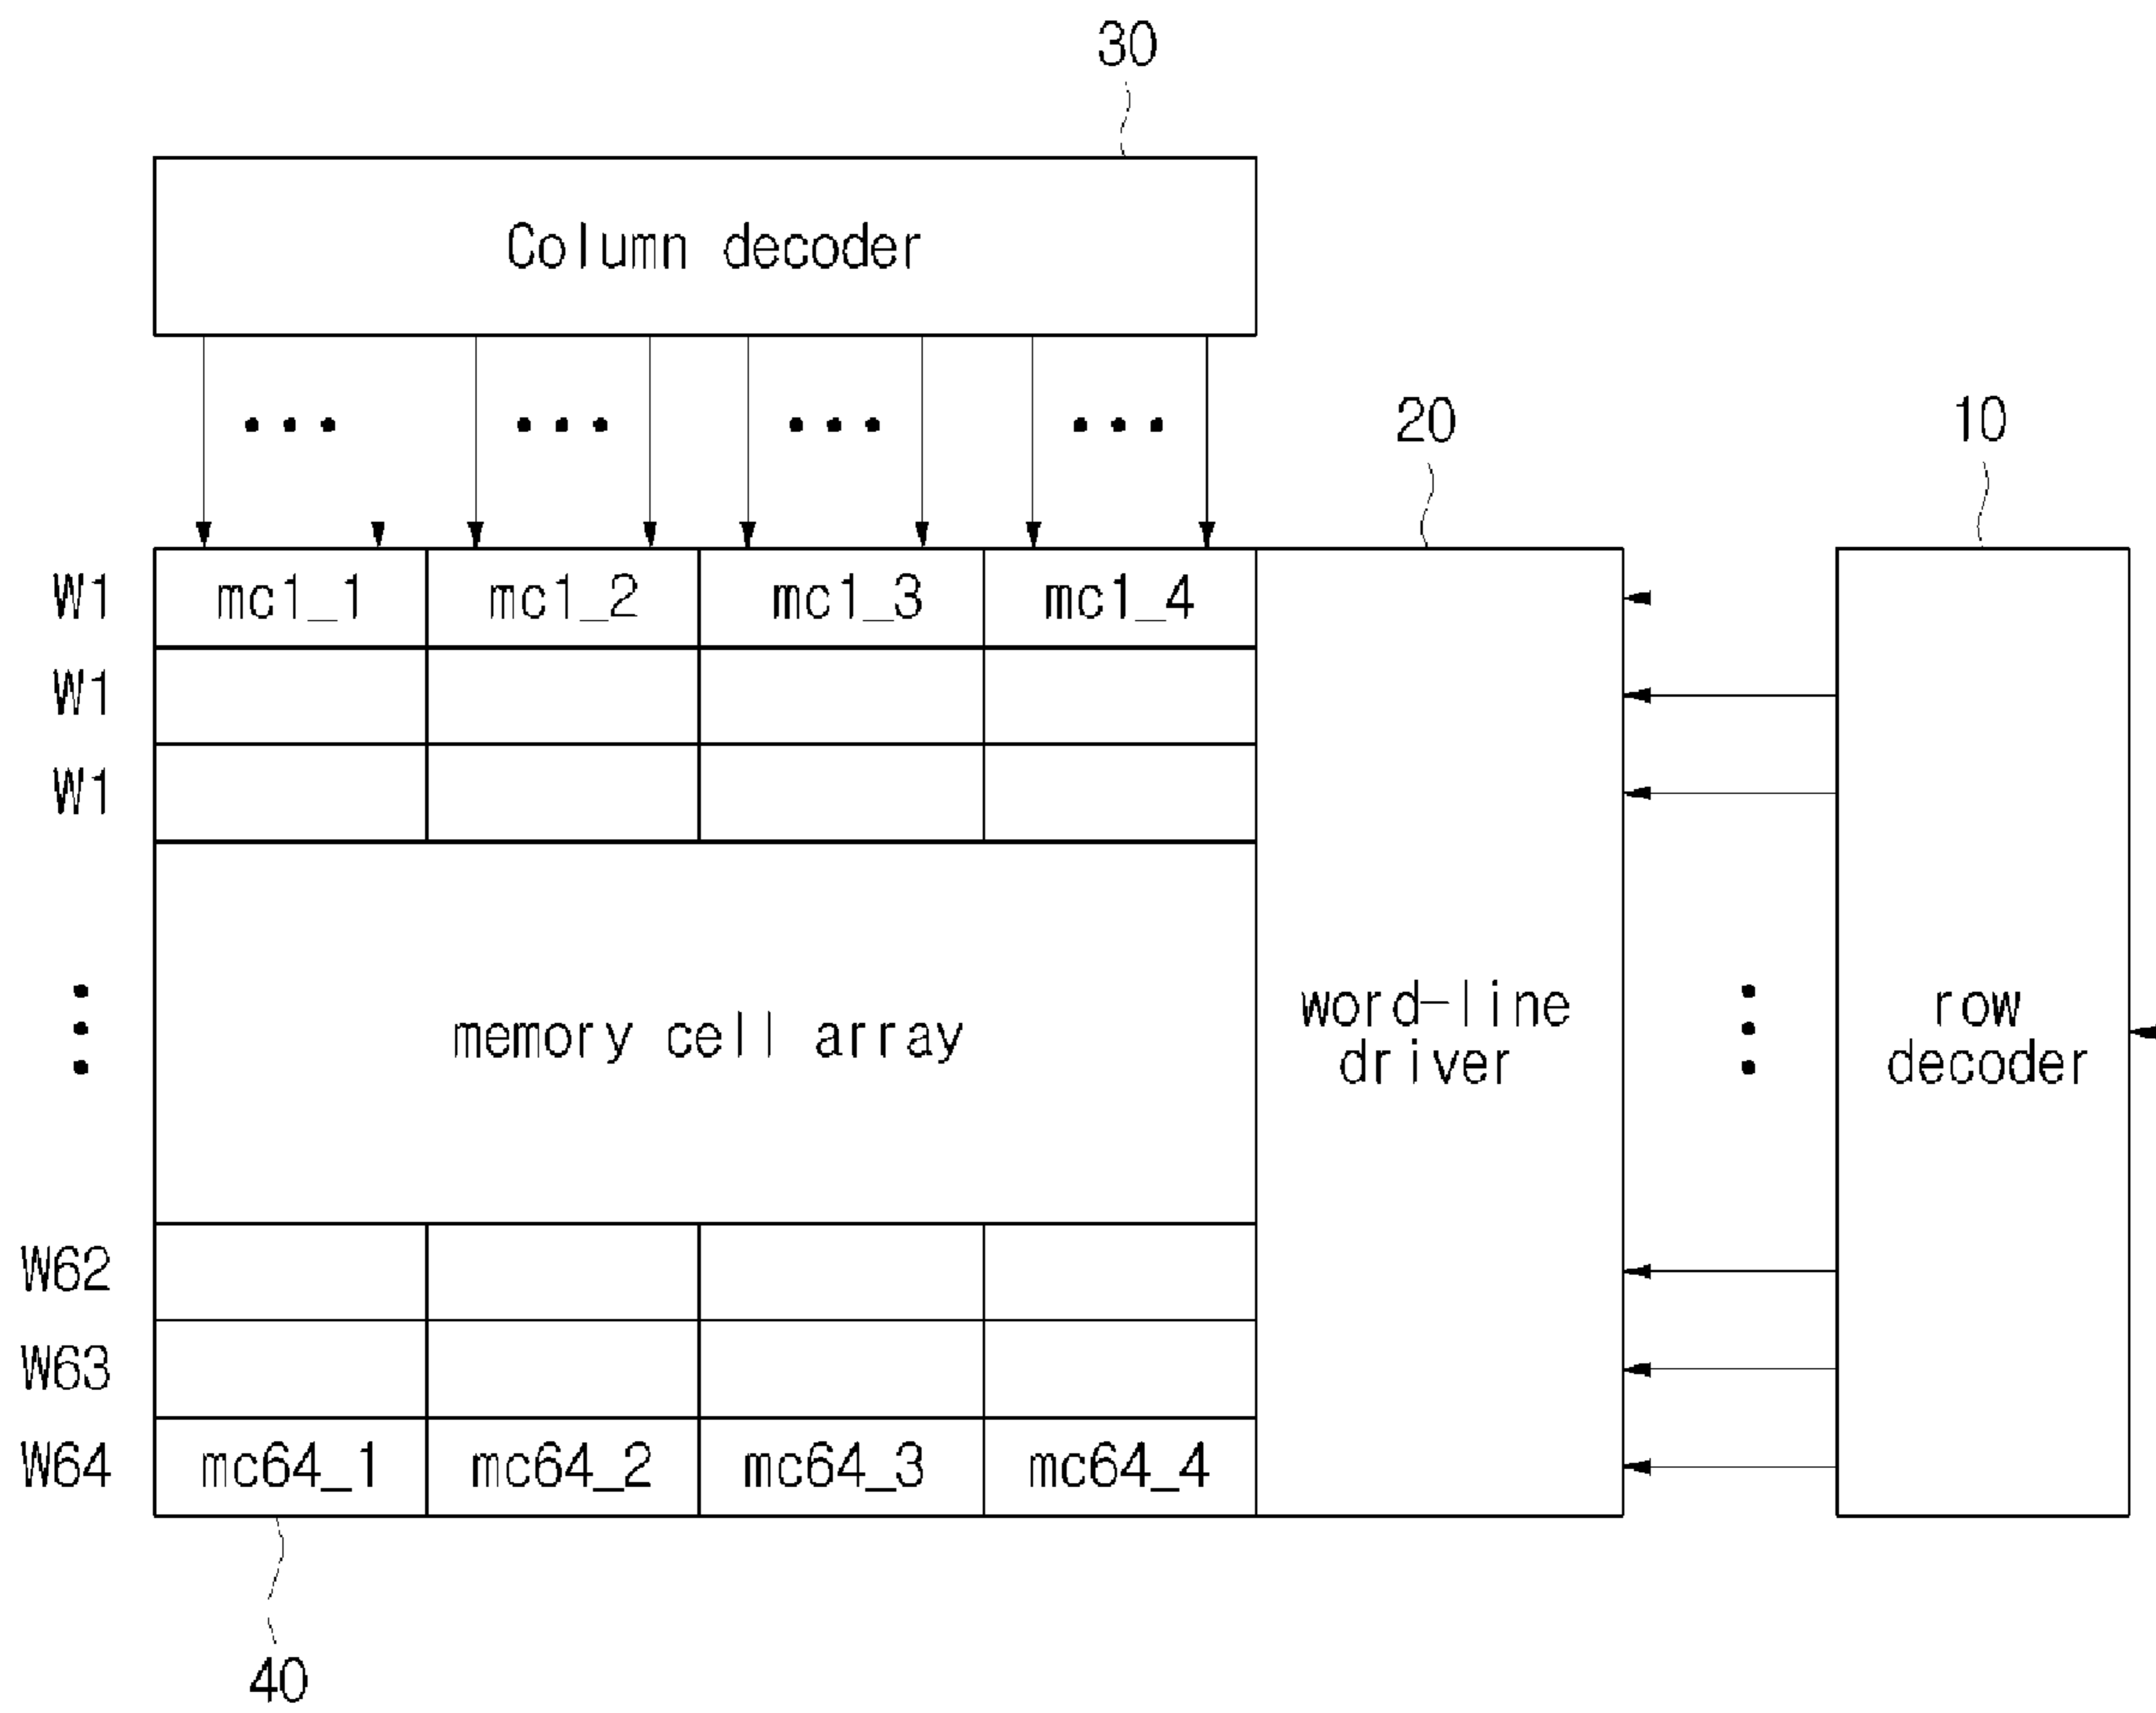 30
Column decoder
20
10
W1 mc1_1 mc1_2 mc1_3 mc1_4
W1
W1
memory cell array
word-line
driver
row
decoder
W62
W63
W64 mc64_1 mc64_2 mc64_3 mc64_4
40